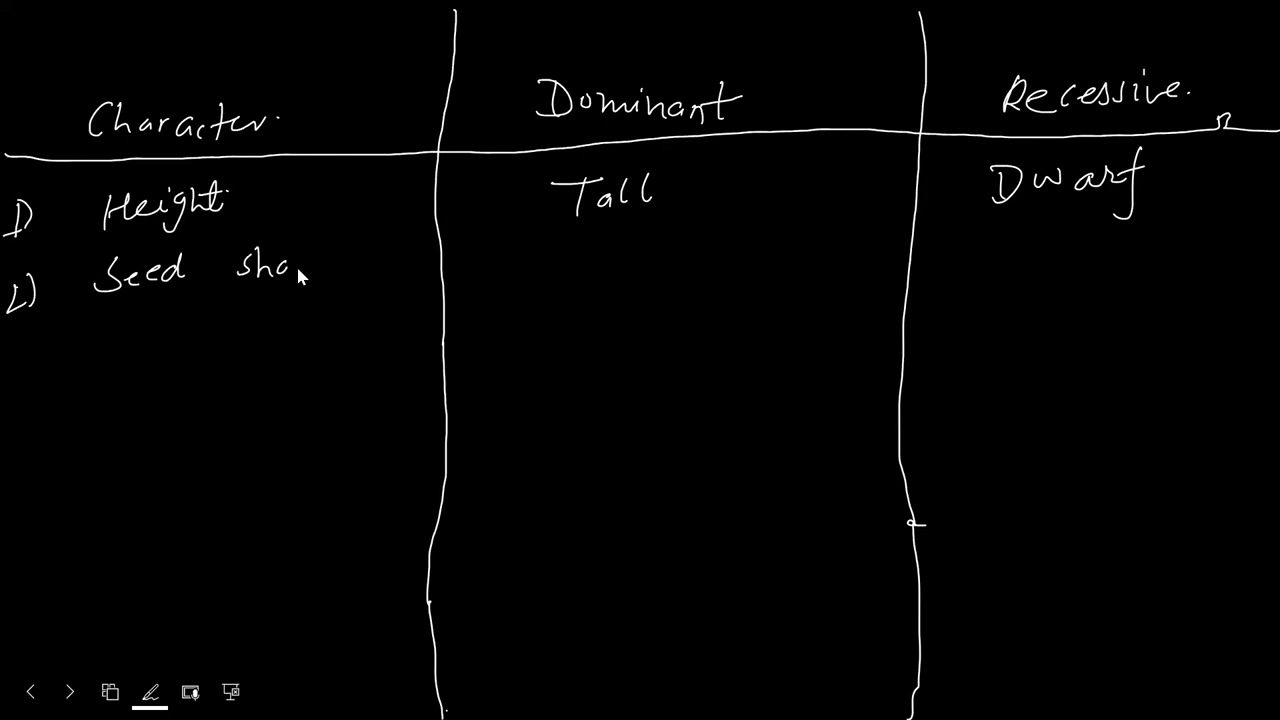 Character. Dominant Recessive.
1) Height. Tall Dwarf
2) Seed sha